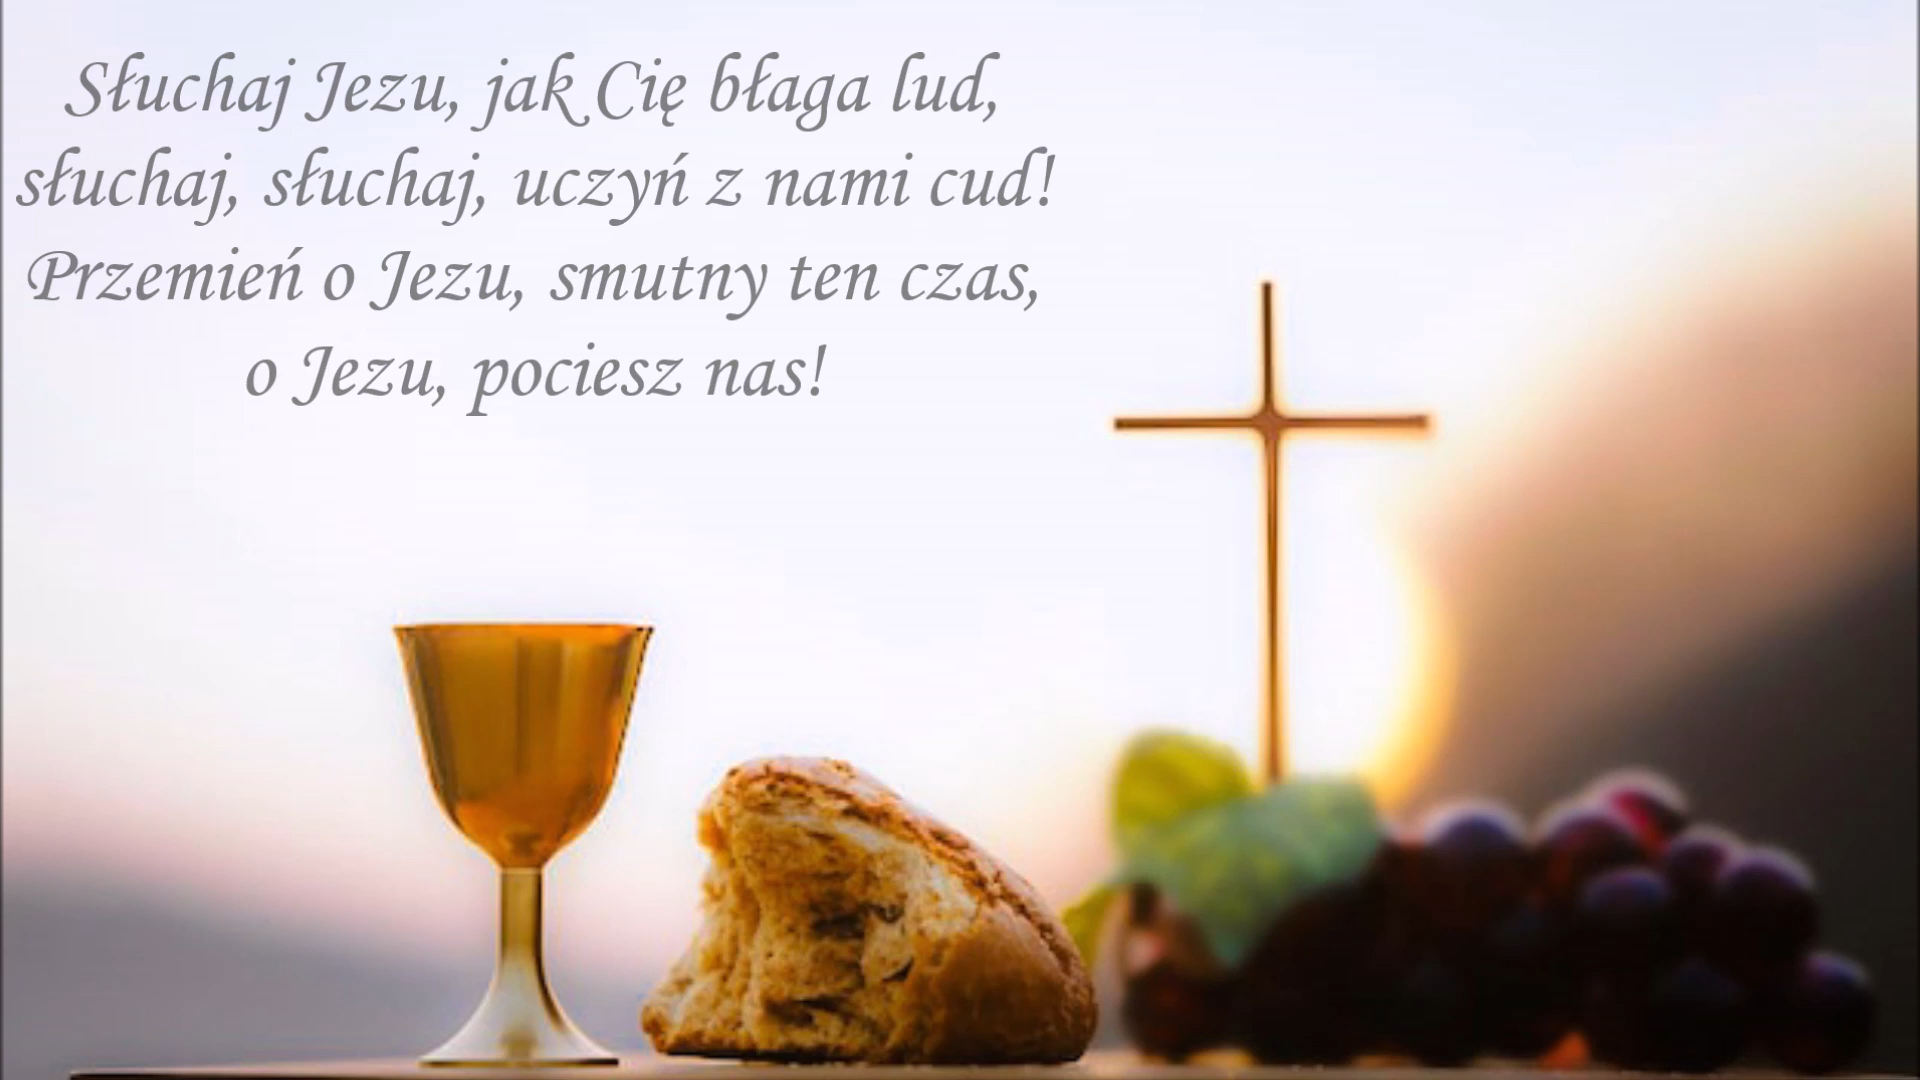 Słuchaj Jezu, jak Cię błaga lud,
słuchaj, słuchaj, uczyń z nami cud!
Przemień o Jezu, smutny ten czas,
o Jezu, pociesz nas!